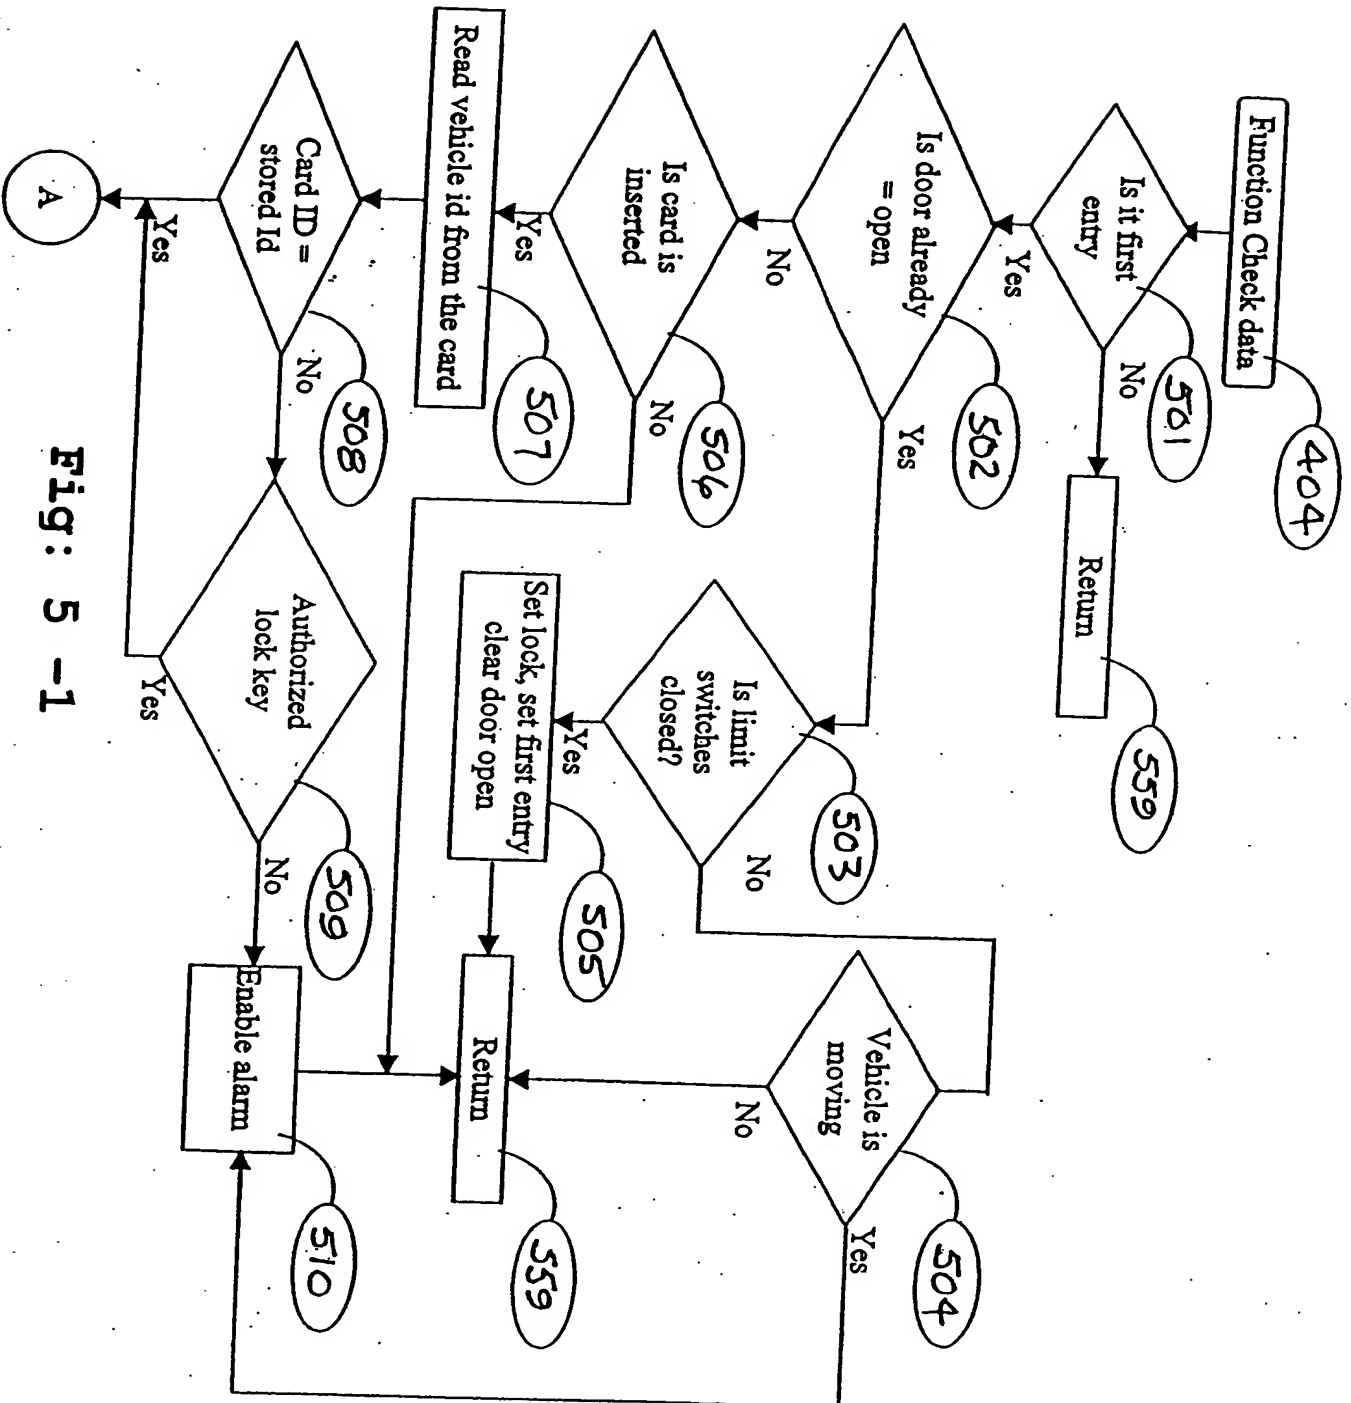 Function Check data
404
Is it first
entry
501
Yes
No
Return
559
Is door already
= open
502
No
Yes
Is limit
switches
closed?
503
Yes
No
Vehicle is
moving
504
No
Yes
Is card is
inserted
506
Yes
No
Set lock, set first entry
clear door open
505
Return
559
Read vehicle id from the card
507
Card ID =
stored Id
508
Yes
No
Authorized
lock key
509
Yes
No
Enable alarm
510
A
Fig: 5 -1